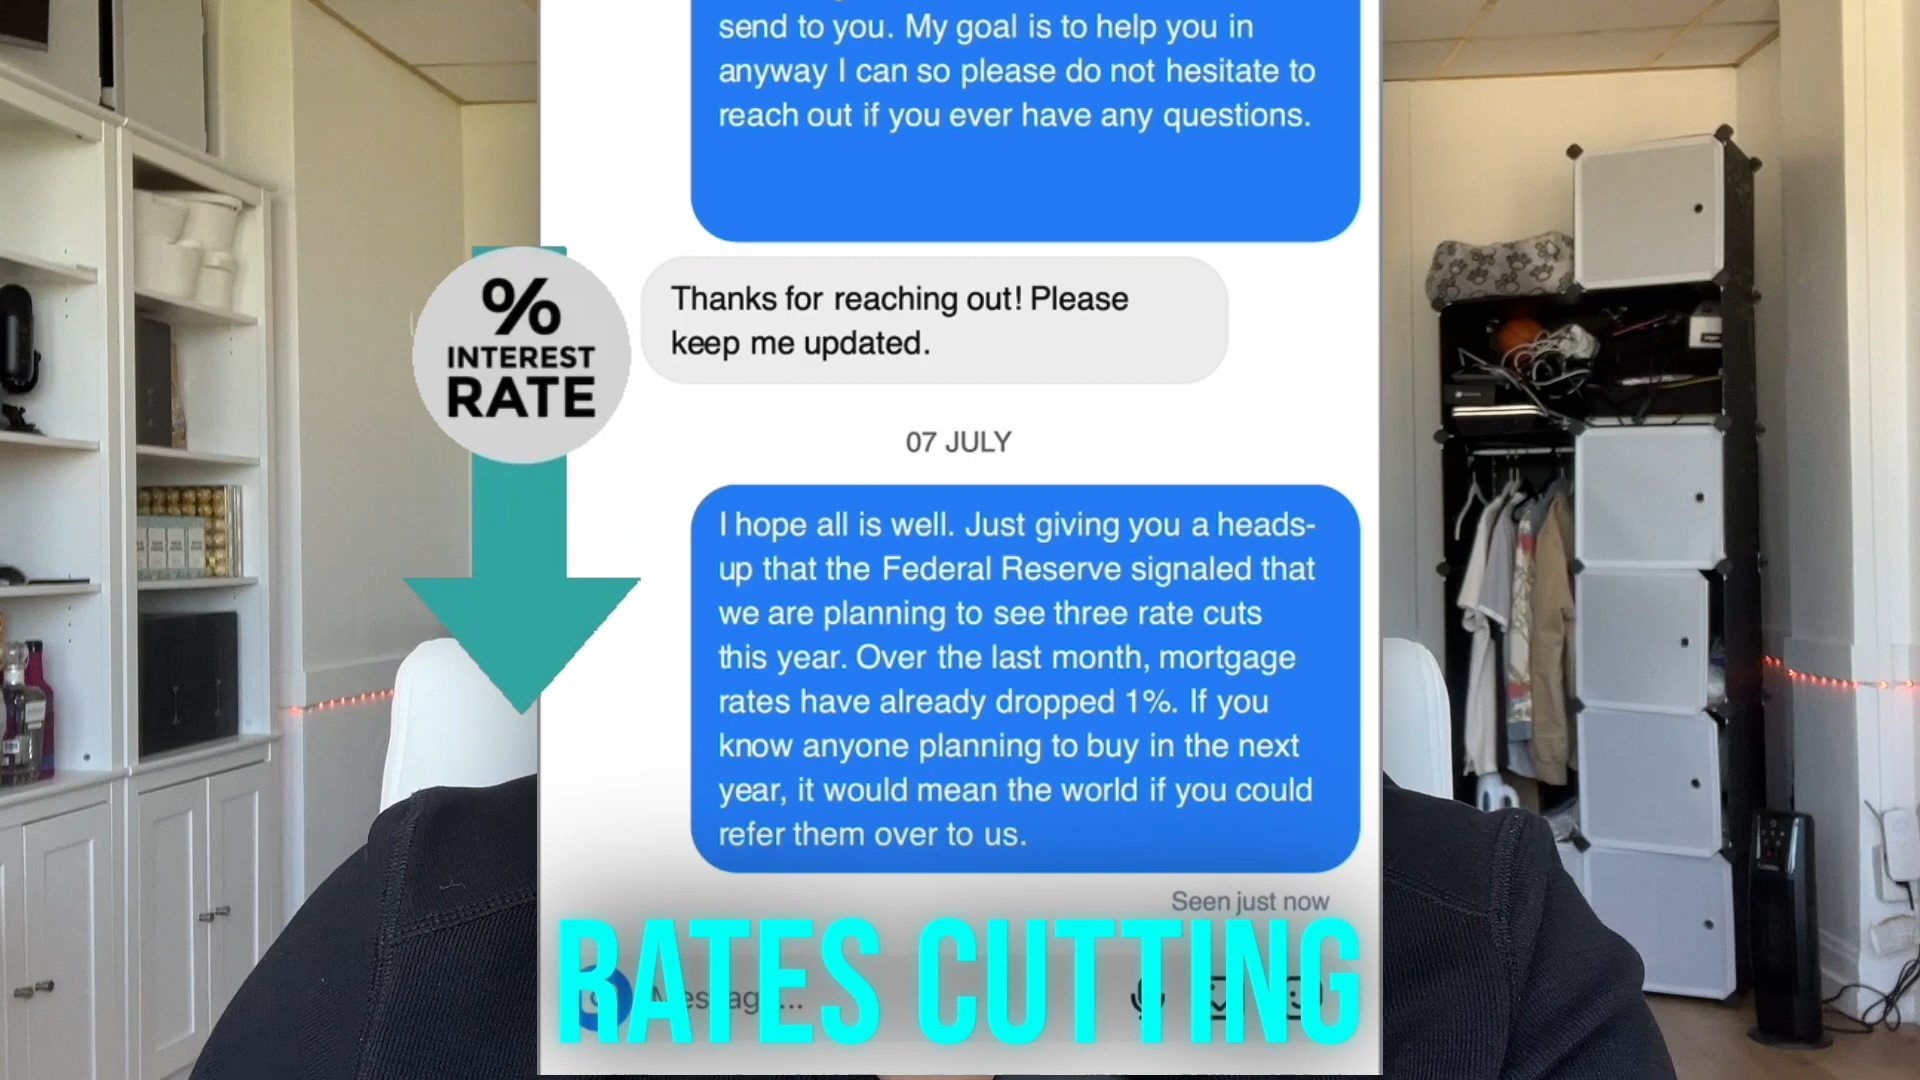 send to you. My goal is to help you in
anyway I can so please do not hesitate to
reach out if you ever have any questions.
%
INTEREST
RATE
Thanks for reaching out! Please
keep me updated.
07 JULY
I hope all is well. Just giving you a heads-
up that the Federal Reserve signaled that
we are planning to see three rate cuts
this year. Over the last month, mortgage
rates have already dropped 1%. If you
know anyone planning to buy in the next
year, it would mean the world if you could
refer them over to us.
Seen just now
Message...
RATES CUTTING